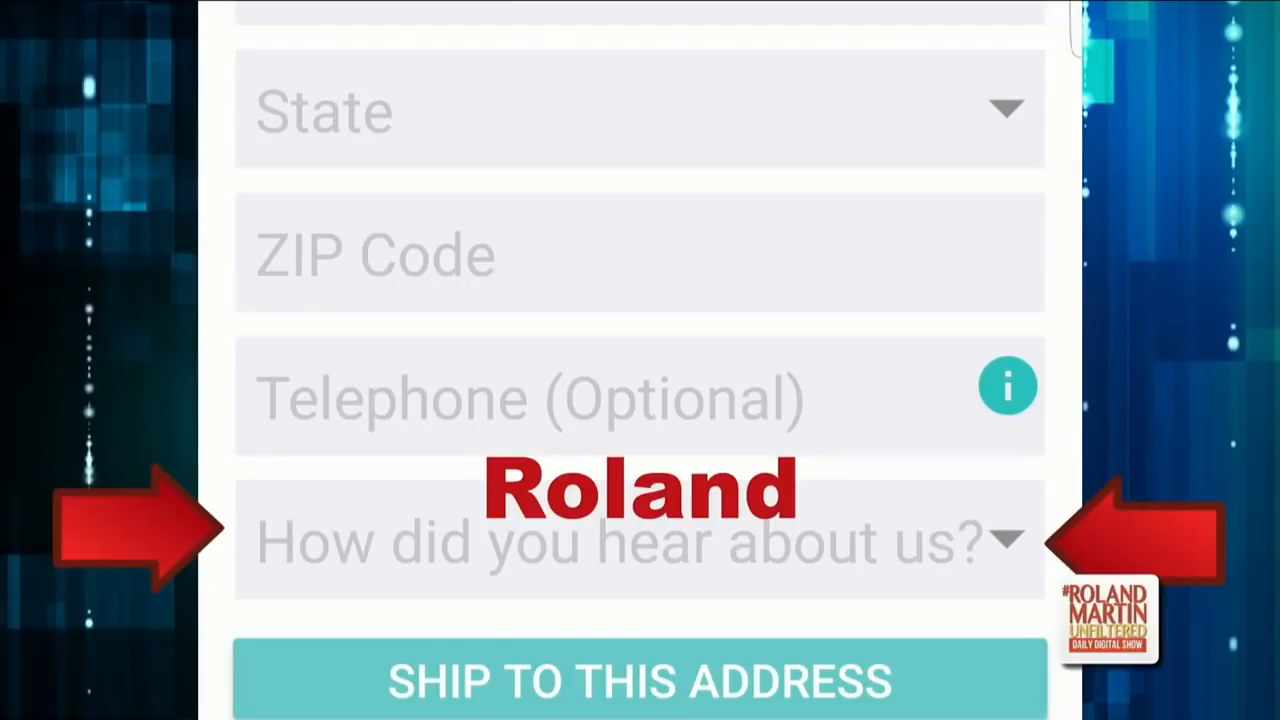 State
ZIP Code
Telephone (Optional)
i
Roland
How did you hear about us?
SHIP TO THIS ADDRESS
#ROLAND
MARTIN
UNFILTERED
DAILY DIGITAL SHOW